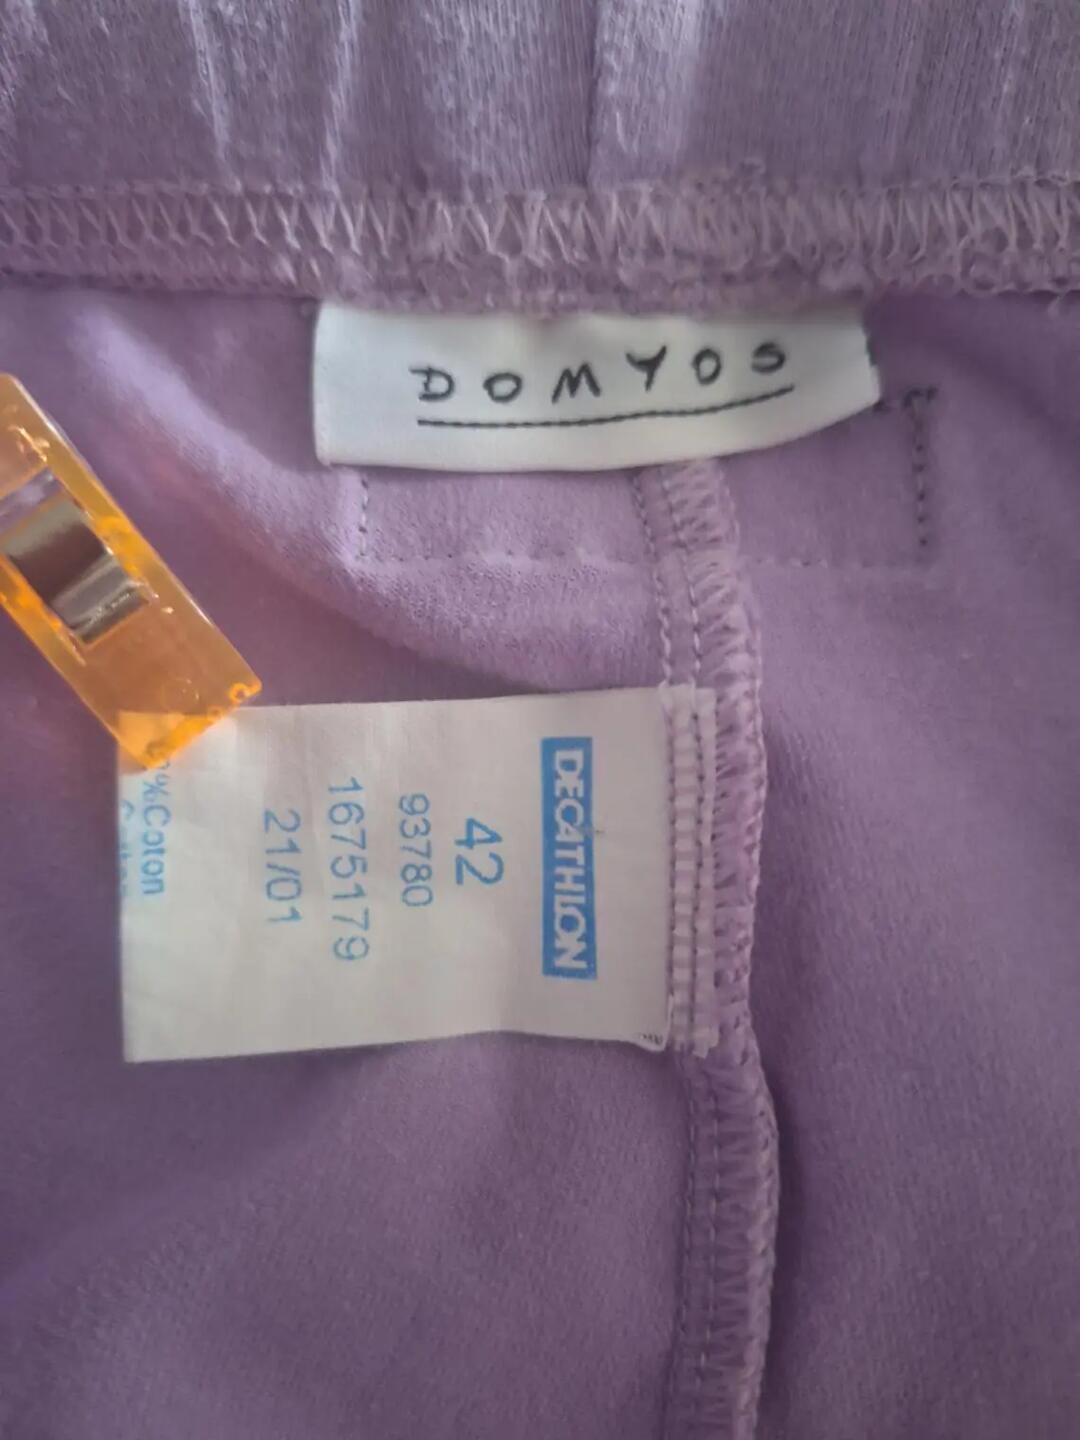 DOMYOS
DECATHLON
42
93780
1675179
21/01
%Coton